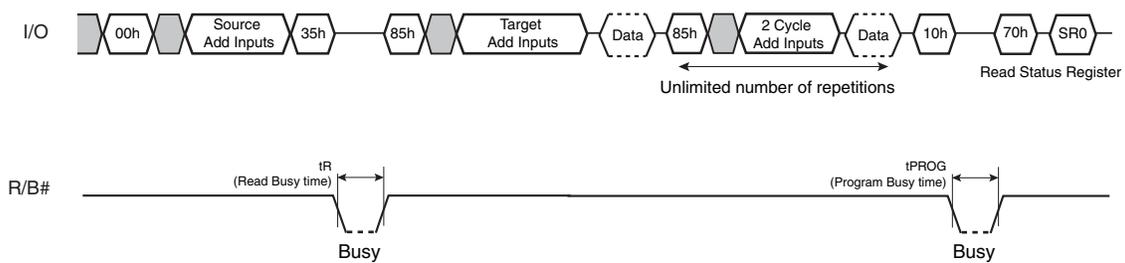 I/O
00h
Source
Add Inputs
35h
85h
Target
Add Inputs
Data
85h
2 Cycle
Add Inputs
Data
10h
70h
SR0
Unlimited number of repetitions
Read Status Register
R/B#
tR
(Read Busy time)
Busy
tPROG
(Program Busy time)
Busy